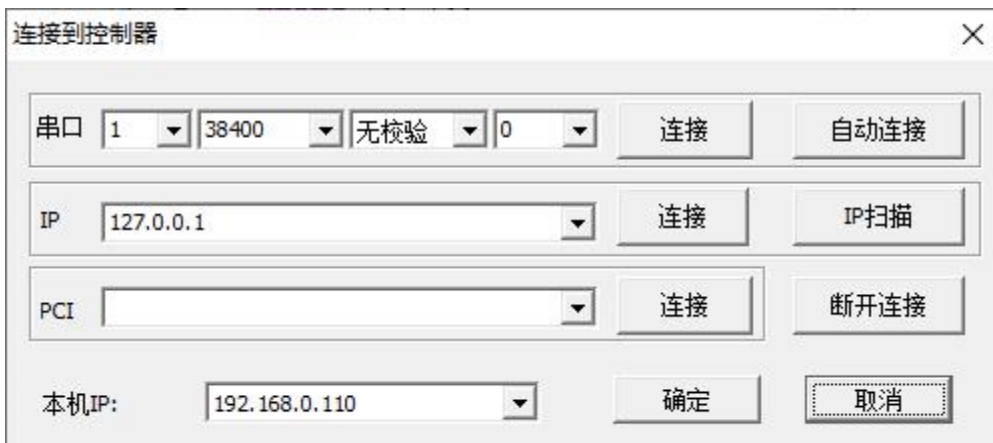 连接到控制器
串口 1 38400 无校验 0 连接 自动连接
IP 127.0.0.1 连接 IP扫描
PCI 连接 断开连接
本机IP: 192.168.0.110 确定 取消